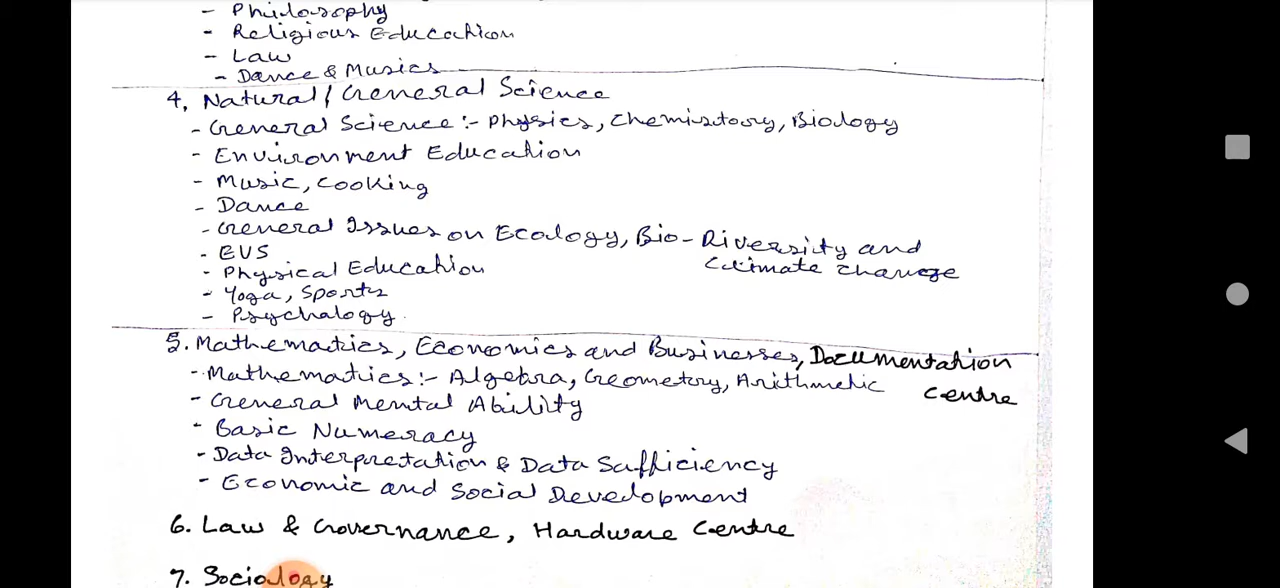 - Philosophy
- Religious Education
- Law
- Dance & Musics
4, Natural/General Science
- General Science :- Physics, Chemistory, Biology
- Environment Education
- Music, Cooking
- Dance
- General Issues on Ecology, Bio-Diversity and
Climate Change
- EVS
- Physical Education
- Yoga, Sports
- Psychalogy.
5. Mathematics, Economics and Businesses, Documentation
Centre
- Mathematics :- Algebra, Geometory, Arithmetic
- General Mental Ability
- Basic Numeracy
- Data Interpretation & Data Safficiency
- Economic and Social Development
6. Law & Governance, Hardware Centre
7. Sociology